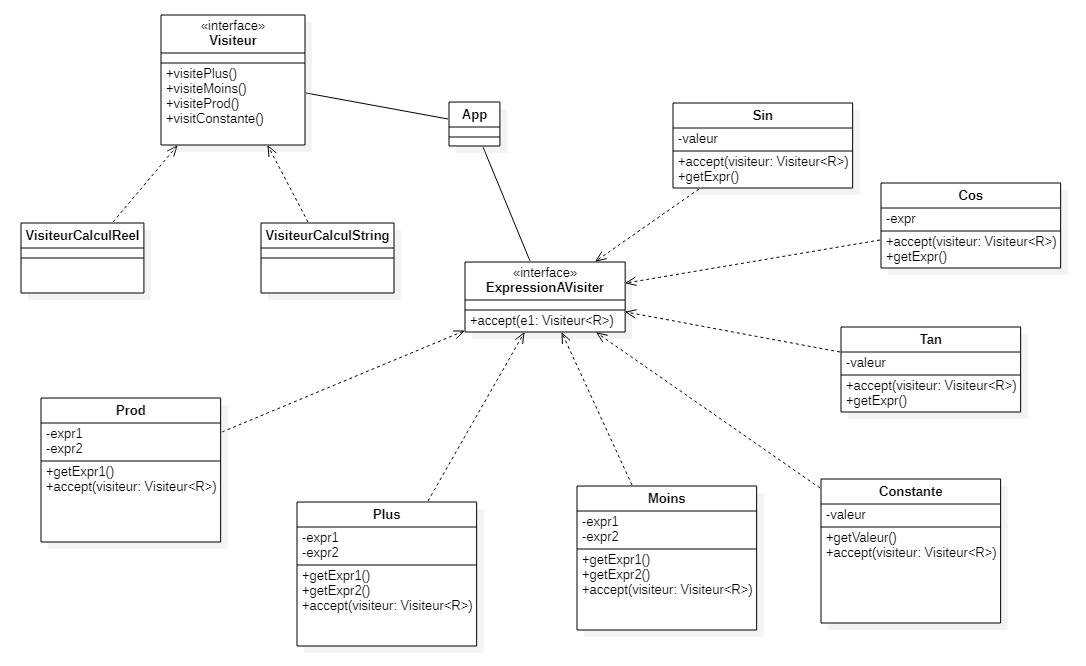 «interface»
Visiteur
+visitePlus()
+visiteMoins()
+visiteProd()
+visitConstante()
App
Sin
-valeur
+accept(visiteur: Visiteur<R>)
+getExpr()
Cos
-expr
+accept(visiteur: Visiteur<R>)
+getExpr()
VisiteurCalculReel
VisiteurCalculString
«interface»
ExpressionAVisiter
+accept(e1: Visiteur<R>)
Tan
-valeur
+accept(visiteur: Visiteur<R>)
+getExpr()
Prod
-expr1
-expr2
+getExpr1()
+accept(visiteur: Visiteur<R>)
Plus
-expr1
-expr2
+getExpr1()
+getExpr2()
+accept(visiteur: Visiteur<R>)
Moins
-expr1
-expr2
+getExpr1()
+getExpr2()
+accept(visiteur: Visiteur<R>)
Constante
-valeur
+getValeur()
+accept(visiteur: Visiteur<R>)